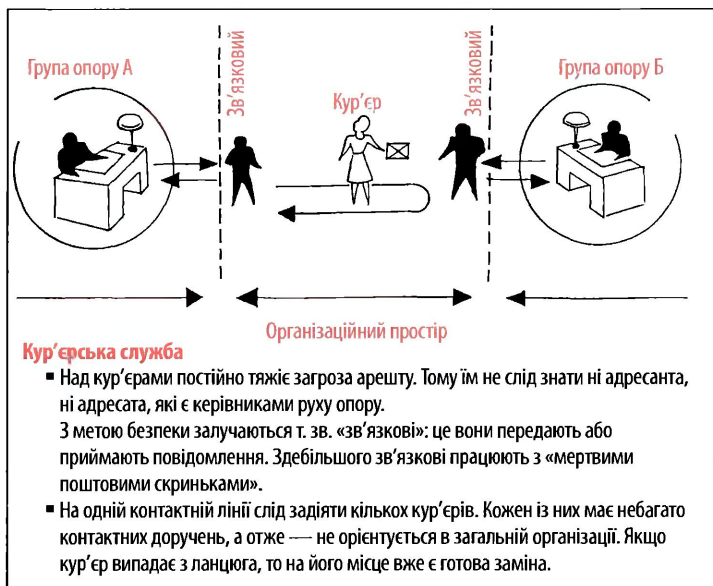 Група опору А
Зв'язковий
Кур'єр
Зв'язковий
Група опору Б
Організаційний простір
Кур'єрська служба
▪ Над кур'єрами постійно тяжіє загроза арешту. Тому їм не слід знати ні адресанта,
ні адресата, які є керівниками руху опору.
З метою безпеки залучаються т. зв. «зв'язкові»: це вони передають або
приймають повідомлення. Здебільшого зв'язкові працюють з «мертвими
поштовими скриньками».
▪ На одній контактній лінії слід задіяти кількох кур'єрів. Кожен із них має небагато
контактних доручень, а отже — не орієнтується в загальній організації. Якщо
кур'єр випадає з ланцюга, то на його місце вже є готова заміна.